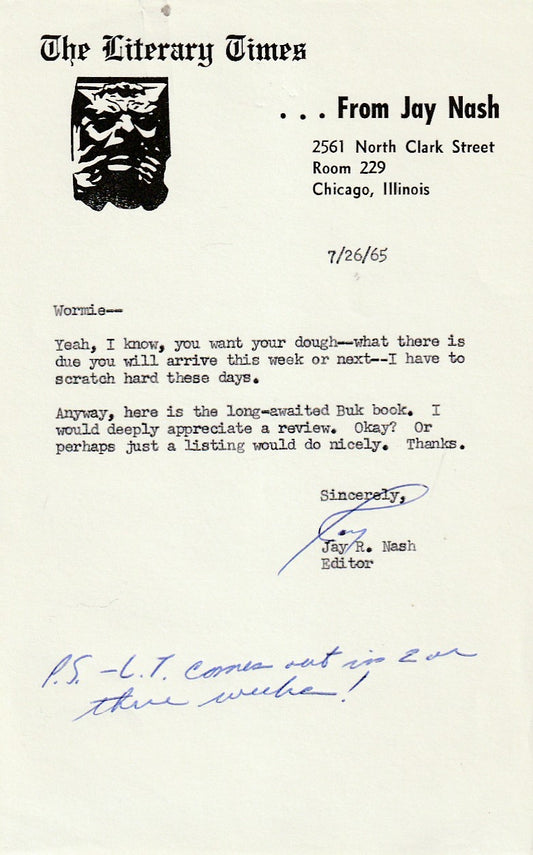 The Literary Times
. . . From Jay Nash
2561 North Clark Street
Room 229
Chicago, Illinois
7/26/65
Wormie--
Yeah, I know, you want your dough--what there is
due you will arrive this week or next--I have to
scratch hard these days.
Anyway, here is the long-awaited Buk book. I
would deeply appreciate a review. Okay? Or
perhaps just a listing would do nicely. Thanks.
Sincerely,
Jay
Jay R. Nash
Editor
P.S. - L.T. comes out in 2 or
three weeks!